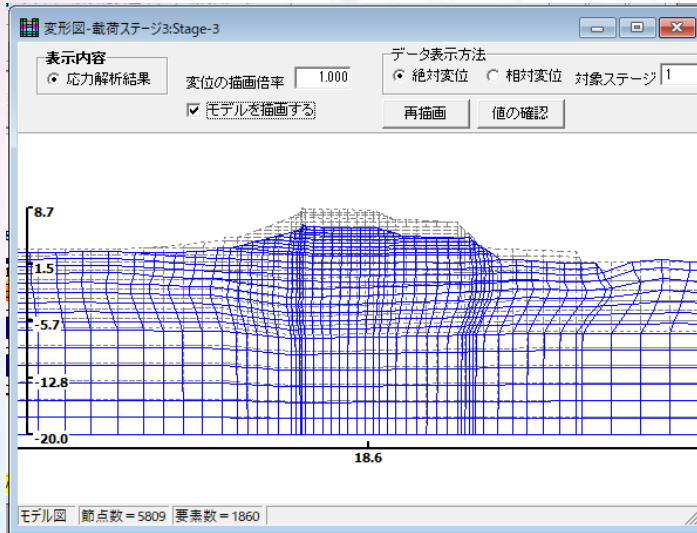 変形図-載荷ステージ3:Stage-3
表示内容
応力解析結果
変位の描画倍率 1.000
モデルを描画する
データ表示方法
絶対変位 相対変位 対象ステージ 1
再描画 値の確認
8.7
1.5
-5.7
-12.8
-20.0
18.6
モデル図 節点数=5809 要素数=1860